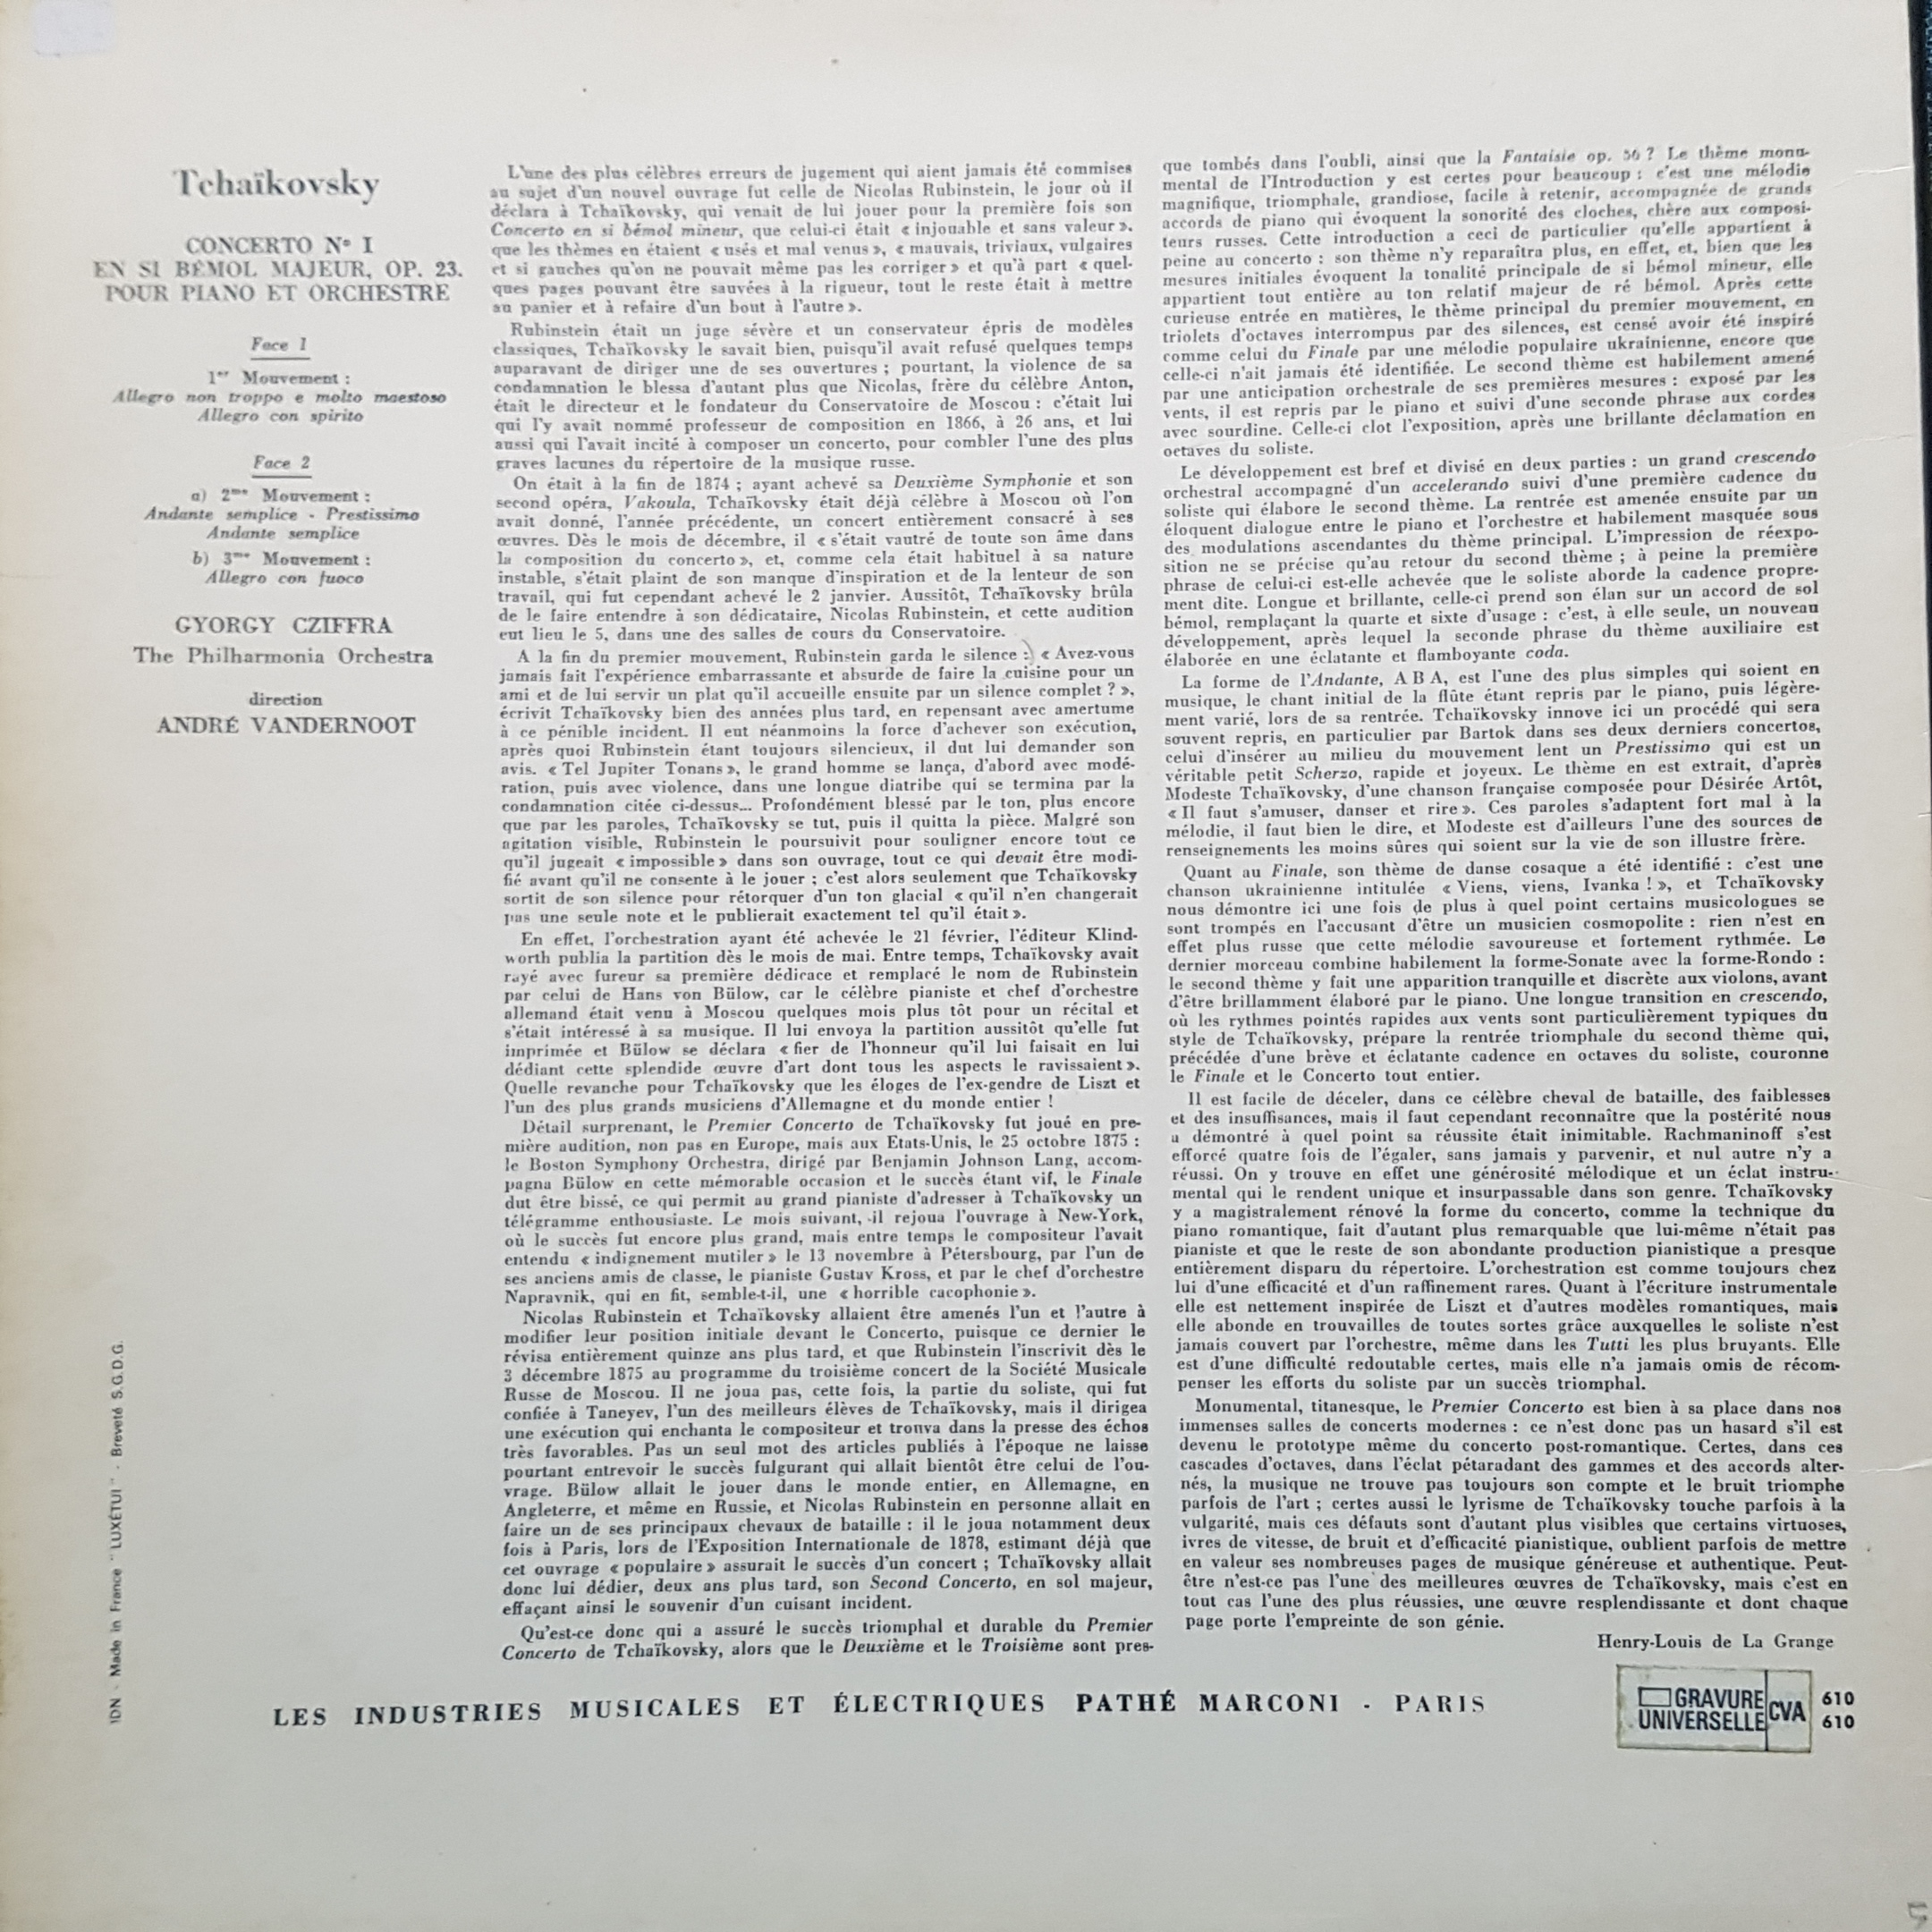 Tchaïkovsky
CONCERTO N° I
EN SI BÉMOL MAJEUR, OP. 23.
POUR PIANO ET ORCHESTRE
Face 1
1er Mouvement :
Allegro non troppo e molto maestoso
Allegro con spirito
Face 2
a) 2me Mouvement :
Andante semplice - Prestissimo
Andante semplice
b) 3me Mouvement :
Allegro con fuoco
GYORGY CZIFFRA
The Philharmonia Orchestra
direction
ANDRÉ VANDERNOOT
L'une des plus célèbres erreurs de jugement qui aient jamais été commises
au sujet d'un nouvel ouvrage fut celle de Nicolas Rubinstein, le jour où il
déclara à Tchaïkovsky, qui venait de lui jouer pour la première fois son
Concerto en si bémol mineur, que celui-ci était « injouable et sans valeur »,
que les thèmes en étaient « usés et mal venus », « mauvais, triviaux, vulgaires
et si gauches qu'on ne pouvait même pas les corriger » et qu'à part « quel-
ques pages pouvant être sauvées à la rigueur, tout le reste était à mettre
au panier et à refaire d'un bout à l'autre ».
Rubinstein était un juge sévère et un conservateur épris de modèles
classiques, Tchaïkovsky le savait bien, puisqu'il avait refusé quelques temps
auparavant de diriger une de ses ouvertures ; pourtant, la violence de sa
condamnation le blessa d'autant plus que Nicolas, frère du célèbre Anton,
était le directeur et le fondateur du Conservatoire de Moscou : c'était lui
qui l'y avait nommé professeur de composition en 1866, à 26 ans, et lui
aussi qui l'avait incité à composer un concerto, pour combler l'une des plus
graves lacunes du répertoire de la musique russe.
On était à la fin de 1874 ; ayant achevé sa Deuxième Symphonie et son
second opéra, Vakoula, Tchaïkovsky était déjà célèbre à Moscou où l'on
avait donné, l'année précédente, un concert entièrement consacré à ses
œuvres. Dès le mois de décembre, il « s'était vautré de toute son âme dans
la composition du concerto », et, comme cela était habituel à sa nature
instable, s'était plaint de son manque d'inspiration et de la lenteur de son
travail, qui fut cependant achevé le 2 janvier. Aussitôt, Tchaïkovsky brûla
de le faire entendre à son dédicataire, Nicolas Rubinstein, et cette audition
eut lieu le 5, dans une des salles de cours du Conservatoire.
A la fin du premier mouvement, Rubinstein garda le silence : « Avez-vous
jamais fait l'expérience embarrassante et absurde de faire la cuisine pour un
ami et de lui servir un plat qu'il accueille ensuite par un silence complet ? »,
écrivit Tchaïkovsky bien des années plus tard, en repensant avec amertume
à ce pénible incident. Il eut néanmoins la force d'achever son exécution,
après quoi Rubinstein étant toujours silencieux, il dut lui demander son
avis. « Tel Jupiter Tonans », le grand homme se lança, d'abord avec modé-
ration, puis avec violence, dans une longue diatribe qui se termina par la
condamnation citée ci-dessus... Profondément blessé par le ton, plus encore
que par les paroles, Tchaïkovsky se tut, puis il quitta la pièce. Malgré son
agitation visible, Rubinstein le poursuivit pour souligner encore tout ce
qu'il jugeait « impossible » dans son ouvrage, tout ce qui devait être modi-
fié avant qu'il ne consente à le jouer ; c'est alors seulement que Tchaïkovsky
sortit de son silence pour rétorquer d'un ton glacial « qu'il n'en changerait
pas une seule note et le publierait exactement tel qu'il était ».
En effet, l'orchestration ayant été achevée le 21 février, l'éditeur Klind-
worth publia la partition dès le mois de mai. Entre temps, Tchaïkovsky avait
rayé avec fureur sa première dédicace et remplacé le nom de Rubinstein
par celui de Hans von Bülow, car le célèbre pianiste et chef d'orchestre
allemand était venu à Moscou quelques mois plus tôt pour un récital et
s'était intéressé à sa musique. Il lui envoya la partition aussitôt qu'elle fut
imprimée et Bülow se déclara « fier de l'honneur qu'il lui faisait en lui
dédiant cette splendide œuvre d'art dont tous les aspects le ravissaient ».
Quelle revanche pour Tchaïkovsky que les éloges de l'ex-gendre de Liszt et
l'un des plus grands musiciens d'Allemagne et du monde entier !
Détail surprenant, le Premier Concerto de Tchaïkovsky fut joué en pre-
mière audition, non pas en Europe, mais aux Etats-Unis, le 25 octobre 1875 :
le Boston Symphony Orchestra, dirigé par Benjamin Johnson Lang, accom-
pagna Bülow en cette mémorable occasion et le succès étant vif, le Finale
dut être bissé, ce qui permit au grand pianiste d'adresser à Tchaïkovsky un
télégramme enthousiaste. Le mois suivant, il rejoua l'ouvrage à New-York,
où le succès fut encore plus grand, mais entre temps le compositeur l'avait
entendu « indignement mutiler » le 13 novembre à Pétersbourg, par l'un de
ses anciens amis de classe, le pianiste Gustav Kross, et par le chef d'orchestre
Napravnik, qui en fit, semble-t-il, une « horrible cacophonie ».
Nicolas Rubinstein et Tchaïkovsky allaient être amenés l'un et l'autre à
modifier leur position initiale devant le Concerto, puisque ce dernier le
révisa entièrement quinze ans plus tard, et que Rubinstein l'inscrivit dès le
3 décembre 1875 au programme du troisième concert de la Société Musicale
Russe de Moscou. Il ne joua pas, cette fois, la partie du soliste, qui fut
confiée à Taneyev, l'un des meilleurs élèves de Tchaïkovsky, mais il dirigea
une exécution qui enchanta le compositeur et trouva dans la presse des échos
très favorables. Pas un seul mot des articles publiés à l'époque ne laisse
pourtant entrevoir le succès fulgurant qui allait bientôt être celui de l'ou-
vrage. Bülow allait le jouer dans le monde entier, en Allemagne, en
Angleterre, et même en Russie, et Nicolas Rubinstein en personne allait en
faire un de ses principaux chevaux de bataille : il le joua notamment deux
fois à Paris, lors de l'Exposition Internationale de 1878, estimant déjà que
cet ouvrage « populaire » assurait le succès d'un concert ; Tchaïkovsky allait
donc lui dédier, deux ans plus tard, son Second Concerto, en sol majeur,
effaçant ainsi le souvenir d'un cuisant incident.
Qu'est-ce donc qui a assuré le succès triomphal et durable du Premier
Concerto de Tchaïkovsky, alors que le Deuxième et le Troisième sont pres-
que tombés dans l'oubli, ainsi que la Fantaisie op. 56 ? Le thème monu-
mental de l'Introduction y est certes pour beaucoup : c'est une mélodie
magnifique, triomphale, grandiose, facile à retenir, accompagnée de grands
accords de piano qui évoquent la sonorité des cloches, chère aux composi-
teurs russes. Cette introduction a ceci de particulier qu'elle appartient à
peine au concerto : son thème n'y reparaîtra plus, en effet, et, bien que les
mesures initiales évoquent la tonalité principale de si bémol mineur, elle
appartient tout entière au ton relatif majeur de ré bémol. Après cette
curieuse entrée en matières, le thème principal du premier mouvement, en
triolets d'octaves interrompus par des silences, est censé avoir été inspiré
comme celui du Finale par une mélodie populaire ukrainienne, encore que
celle-ci n'ait jamais été identifiée. Le second thème est habilement amené
par une anticipation orchestrale de ses premières mesures : exposé par les
vents, il est repris par le piano et suivi d'une seconde phrase aux cordes
avec sourdine. Celle-ci clot l'exposition, après une brillante déclamation en
octaves du soliste.
Le développement est bref et divisé en deux parties : un grand crescendo
orchestral accompagné d'un accelerando suivi d'une première cadence du
soliste qui élabore le second thème. La rentrée est amenée ensuite par un
éloquent dialogue entre le piano et l'orchestre et habilement masquée sous
des modulations ascendantes du thème principal. L'impression de réexpo-
sition ne se précise qu'au retour du second thème ; à peine la première
phrase de celui-ci est-elle achevée que le soliste aborde la cadence propre-
ment dite. Longue et brillante, celle-ci prend son élan sur un accord de sol
bémol, remplaçant la quarte et sixte d'usage : c'est, à elle seule, un nouveau
développement, après lequel la seconde phrase du thème auxiliaire est
élaborée en une éclatante et flamboyante coda.
La forme de l'Andante, A B A, est l'une des plus simples qui soient en
musique, le chant initial de la flûte étant repris par le piano, puis légère-
ment varié, lors de sa rentrée. Tchaïkovsky innove ici un procédé qui sera
souvent repris, en particulier par Bartok dans ses deux derniers concertos,
celui d'insérer au milieu du mouvement lent un Prestissimo qui est un
véritable petit Scherzo, rapide et joyeux. Le thème en est extrait, d'après
Modeste Tchaïkovsky, d'une chanson française composée pour Désirée Artôt,
« Il faut s'amuser, danser et rire ». Ces paroles s'adaptent fort mal à la
mélodie, il faut bien le dire, et Modeste est d'ailleurs l'une des sources de
renseignements les moins sûres qui soient sur la vie de son illustre frère.
Quant au Finale, son thème de danse cosaque a été identifié : c'est une
chanson ukrainienne intitulée « Viens, viens, Ivanka ! », et Tchaïkovsky
nous démontre ici une fois de plus à quel point certains musicologues se
sont trompés en l'accusant d'être un musicien cosmopolite : rien n'est en
effet plus russe que cette mélodie savoureuse et fortement rythmée. Le
dernier morceau combine habilement la forme-Sonate avec la forme-Rondo :
le second thème y fait une apparition tranquille et discrète aux violons, avant
d'être brillamment élaboré par le piano. Une longue transition en crescendo,
où les rythmes pointés rapides aux vents sont particulièrement typiques du
style de Tchaïkovsky, prépare la rentrée triomphale du second thème qui,
précédée d'une brève et éclatante cadence en octaves du soliste, couronne
le Finale et le Concerto tout entier.
Il est facile de déceler, dans ce célèbre cheval de bataille, des faiblesses
et des insuffisances, mais il faut cependant reconnaître que la postérité nous
a démontré à quel point sa réussite était inimitable. Rachmaninoff s'est
efforcé quatre fois de l'égaler, sans jamais y parvenir, et nul autre n'y a
réussi. On y trouve en effet une générosité mélodique et un éclat instru-
mental qui le rendent unique et insurpassable dans son genre. Tchaïkovsky
y a magistralement rénové la forme du concerto, comme la technique du
piano romantique, fait d'autant plus remarquable que lui-même n'était pas
pianiste et que le reste de son abondante production pianistique a presque
entièrement disparu du répertoire. L'orchestration est comme toujours chez
lui d'une efficacité et d'un raffinement rares. Quant à l'écriture instrumentale
elle est nettement inspirée de Liszt et d'autres modèles romantiques, mais
elle abonde en trouvailles de toutes sortes grâce auxquelles le soliste n'est
jamais couvert par l'orchestre, même dans les Tutti les plus bruyants. Elle
est d'une difficulté redoutable certes, mais elle n'a jamais omis de récom-
penser les efforts du soliste par un succès triomphal.
Monumental, titanesque, le Premier Concerto est bien à sa place dans nos
immenses salles de concerts modernes : ce n'est donc pas un hasard s'il est
devenu le prototype même du concerto post-romantique. Certes, dans ces
cascades d'octaves, dans l'éclat pétaradant des gammes et des accords alter-
nés, la musique ne trouve pas toujours son compte et le bruit triomphe
parfois de l'art ; certes aussi le lyrisme de Tchaïkovsky touche parfois à la
vulgarité, mais ces défauts sont d'autant plus visibles que certains virtuoses,
ivres de vitesse, de bruit et d'efficacité pianistique, oublient parfois de mettre
en valeur ses nombreuses pages de musique généreuse et authentique. Peut-
être n'est-ce pas l'une des meilleures œuvres de Tchaïkovsky, mais c'est en
tout cas l'une des plus réussies, une œuvre resplendissante et dont chaque
page porte l'empreinte de son génie.
Henry-Louis de La Grange
IDN - Made in France "LUXÉTUI" - Breveté S.G.D.G.
LES INDUSTRIES MUSICALES ET ÉLECTRIQUES PATHÉ MARCONI - PARIS
GRAVURE
UNIVERSELLE
CVA
610
610